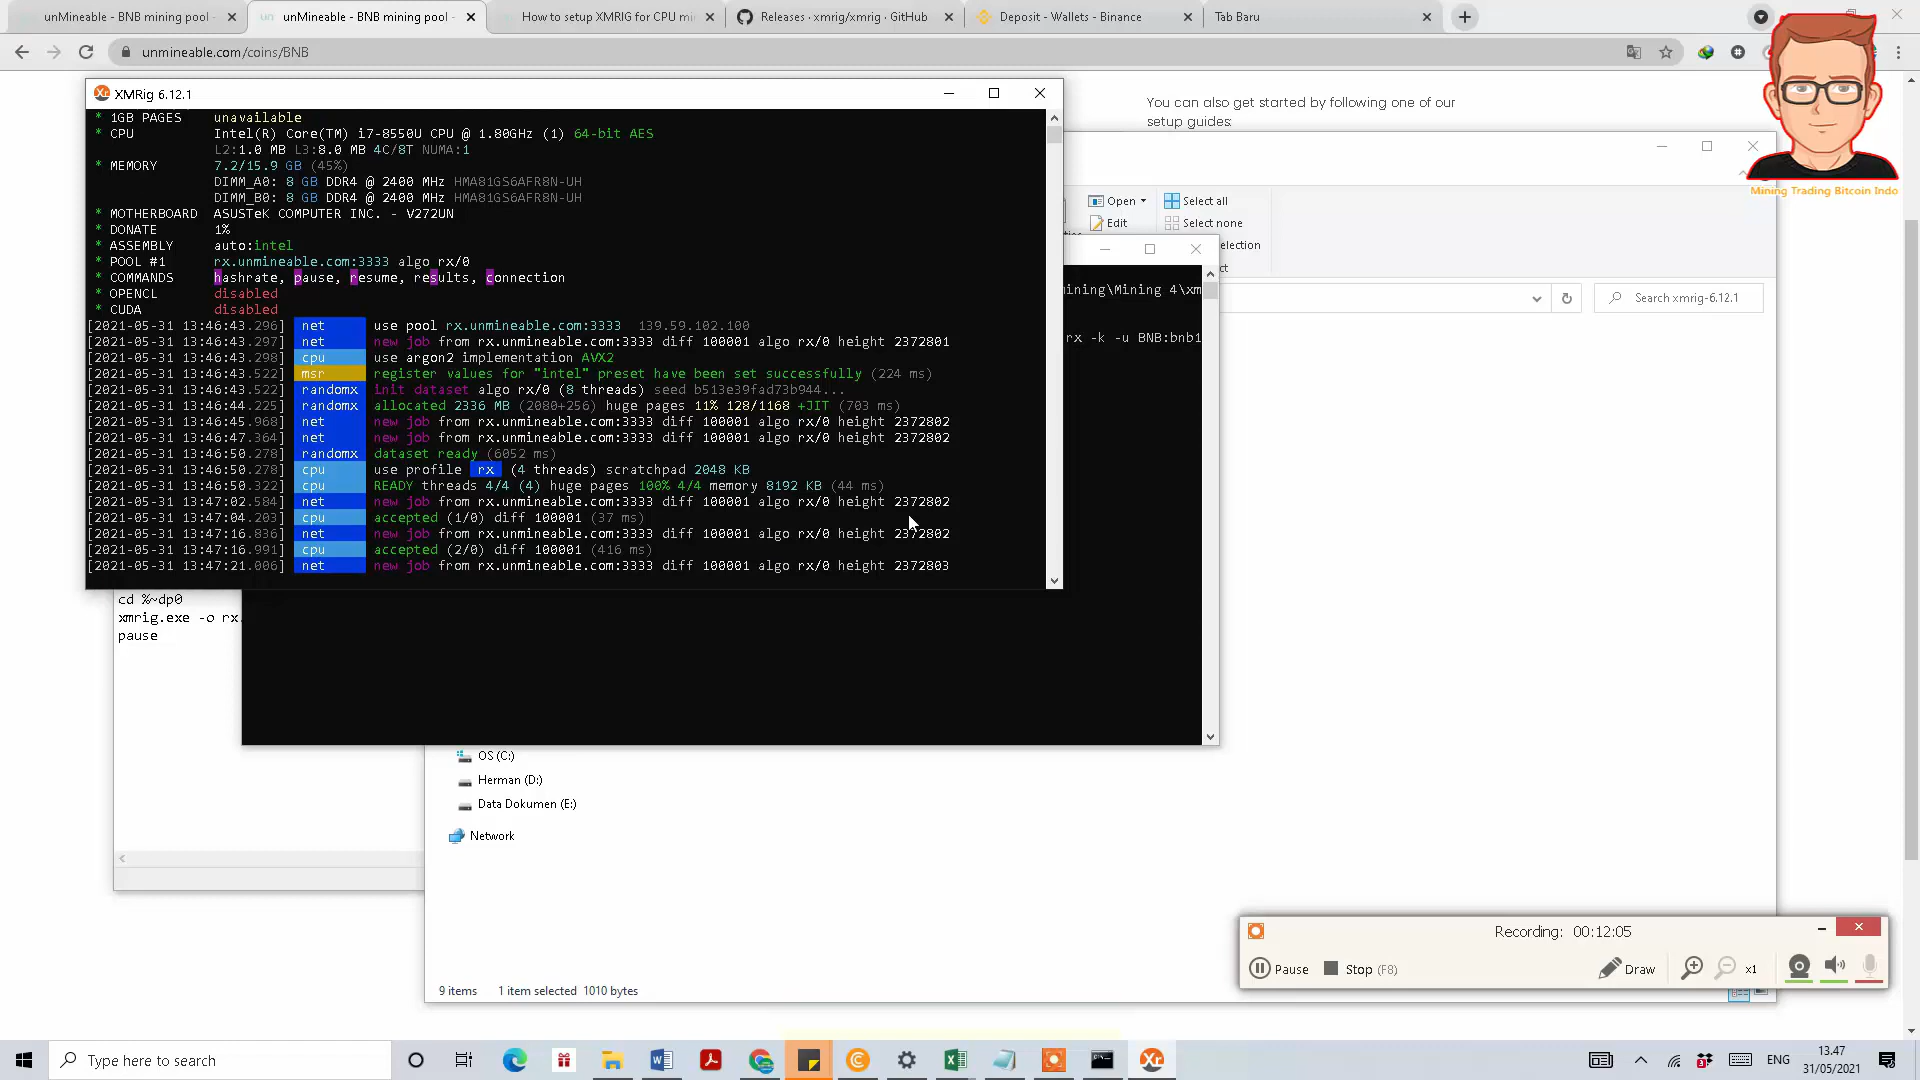 unMineable - BNB mining pool -
unMineable - BNB mining pool -
How to setup XMRIG for CPU mi
Releases · xmrig/xmrig · GitHub
Deposit - Wallets - Binance
Tab Baru
unmineable.com/coins/BNB
You can also get started by following one of our
setup guides:
Mining Trading Bitcoin Indo
XMRig 6.12.1
* 1GB PAGES unavailable
* CPU Intel(R) Core(TM) i7-8550U CPU @ 1.80GHz (1) 64-bit AES
L2:1.0 MB L3:8.0 MB 4C/8T NUMA:1
* MEMORY 7.2/15.9 GB (45%)
DIMM_A0: 8 GB DDR4 @ 2400 MHz HMA81GS6AFR8N-UH
DIMM_B0: 8 GB DDR4 @ 2400 MHz HMA81GS6AFR8N-UH
* MOTHERBOARD ASUSTeK COMPUTER INC. - V272UN
* DONATE 1%
* ASSEMBLY auto:intel
* POOL #1 rx.unmineable.com:3333 algo rx/0
* COMMANDS hashrate, pause, resume, results, connection
* OPENCL disabled
* CUDA disabled
[2021-05-31 13:46:43.296] net use pool rx.unmineable.com:3333 139.59.102.100
[2021-05-31 13:46:43.297] net new job from rx.unmineable.com:3333 diff 100001 algo rx/0 height 2372801
[2021-05-31 13:46:43.298] cpu use argon2 implementation AVX2
[2021-05-31 13:46:43.522] msr register values for "intel" preset have been set successfully (224 ms)
[2021-05-31 13:46:43.522] randomx init dataset algo rx/0 (8 threads) seed b513e39fad73b944...
[2021-05-31 13:46:44.225] randomx allocated 2336 MB (2080+256) huge pages 11% 128/1168 +JIT (703 ms)
[2021-05-31 13:46:45.968] net new job from rx.unmineable.com:3333 diff 100001 algo rx/0 height 2372802
[2021-05-31 13:46:47.364] net new job from rx.unmineable.com:3333 diff 100001 algo rx/0 height 2372802
[2021-05-31 13:46:50.278] randomx dataset ready (6052 ms)
[2021-05-31 13:46:50.278] cpu use profile rx (4 threads) scratchpad 2048 KB
[2021-05-31 13:46:50.322] cpu READY threads 4/4 (4) huge pages 100% 4/4 memory 8192 KB (44 ms)
[2021-05-31 13:47:02.584] net new job from rx.unmineable.com:3333 diff 100001 algo rx/0 height 2372802
[2021-05-31 13:47:04.203] cpu accepted (1/0) diff 100001 (37 ms)
[2021-05-31 13:47:16.836] net new job from rx.unmineable.com:3333 diff 100001 algo rx/0 height 2372802
[2021-05-31 13:47:16.991] cpu accepted (2/0) diff 100001 (416 ms)
[2021-05-31 13:47:21.006] net new job from rx.unmineable.com:3333 diff 100001 algo rx/0 height 2372803
Open
Edit
Select all
Select none
election
Search xmrig-6.12.1
ining\Mining 4\xm
rx -k -u BNB:bnb1
cd %~dp0
xmrig.exe -o rx.
pause
OS (C:)
Herman (D:)
Data Dokumen (E:)
Network
9 items 1 item selected 1010 bytes
Recording: 00:12:05
Pause
Stop (F8)
Draw
x1
Type here to search
ENG
13.47
31/05/2021